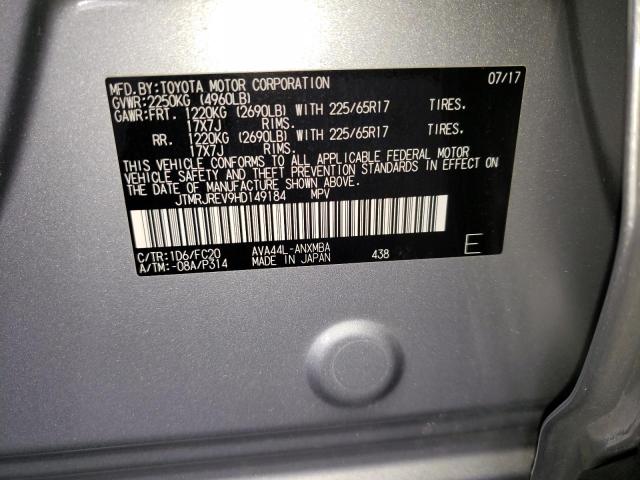 MFD.BY:TOYOTA MOTOR CORPORATION 07/17
GVWR:2250KG (4960LB)
GAWR:FRT. 1220KG (2690LB) WITH 225/65R17 TIRES.
17X7J RIMS.
RR. 1220KG (2690LB) WITH 225/65R17 TIRES.
17X7J RIMS.
THIS VEHICLE CONFORMS TO ALL APPLICABLE FEDERAL MOTOR
VEHICLE SAFETY AND THEFT PREVENTION STANDARDS IN EFFECT ON
THE DATE OF MANUFACTURE SHOWN ABOVE.
JTMRJREV9HD149184 MPV
C/TR:1D6/FC20 AVA44L-ANXMBA
A/TM:-08A/P314 MADE IN JAPAN 438 E